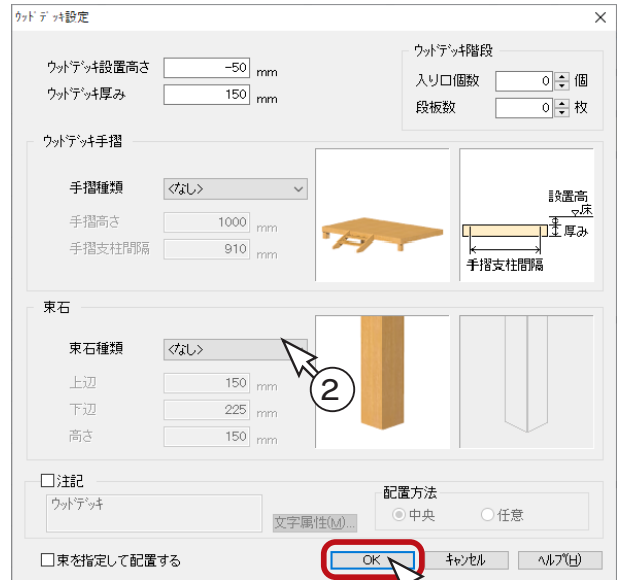 ウッドデッキ設定
ウッドデッキ設置高さ -50 mm
ウッドデッキ厚み 150 mm
ウッドデッキ階段
入り口個数 0 個
段板数 0 枚
ウッドデッキ手摺
手摺種類 <なし>
手摺高さ 1000 mm
手摺支柱間隔 910 mm
設置高
床
厚み
手摺支柱間隔
束石
束石種類 <なし>
上辺 150 mm
下辺 225 mm
高さ 150 mm
2
注記
ウッドデッキ
文字属性(M)...
配置方法
中央 任意
束を指定して配置する
OK キャンセル ヘルプ(H)